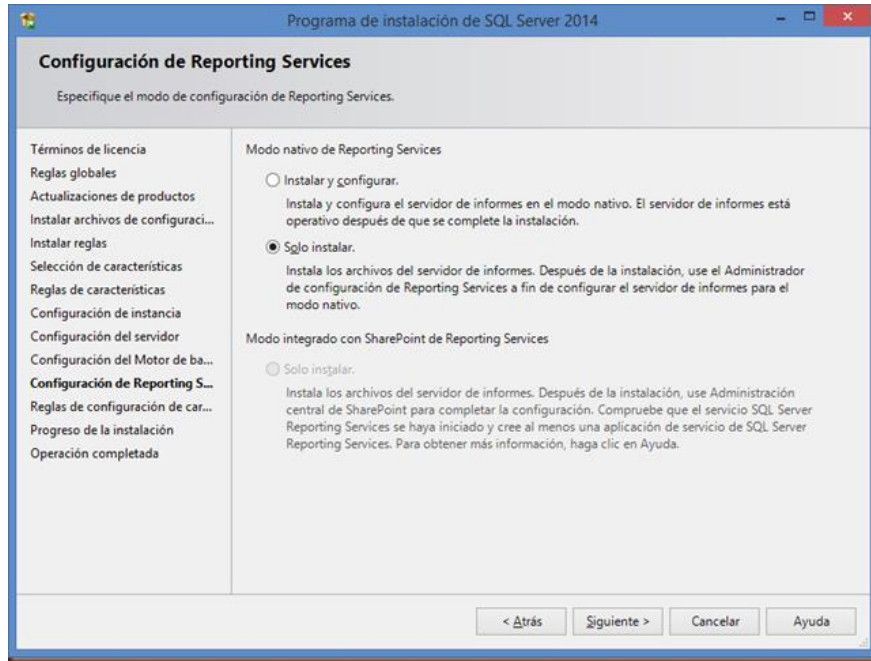 Programa de instalación de SQL Server 2014
Configuración de Reporting Services
Especifique el modo de configuración de Reporting Services.
Términos de licencia
Reglas globales
Actualizaciones de productos
Instalar archivos de configuraci...
Instalar reglas
Selección de características
Reglas de características
Configuración de instancia
Configuración del servidor
Configuración del Motor de ba...
Configuración de Reporting S...
Reglas de configuración de car...
Progreso de la instalación
Operación completada
Modo nativo de Reporting Services
Instalar y configurar.
Instala y configura el servidor de informes en el modo nativo. El servidor de informes está
operativo después de que se complete la instalación.
Solo instalar.
Instala los archivos del servidor de informes. Después de la instalación, use el Administrador
de configuración de Reporting Services a fin de configurar el servidor de informes para el
modo nativo.
Modo integrado con SharePoint de Reporting Services
Solo instalar.
Instala los archivos del servidor de informes. Después de la instalación, use Administración
central de SharePoint para completar la configuración. Compruebe que el servicio SQL Server
Reporting Services se haya iniciado y cree al menos una aplicación de servicio de SQL Server
Reporting Services. Para obtener más información, haga clic en Ayuda.
< Atrás
Siguiente >
Cancelar
Ayuda